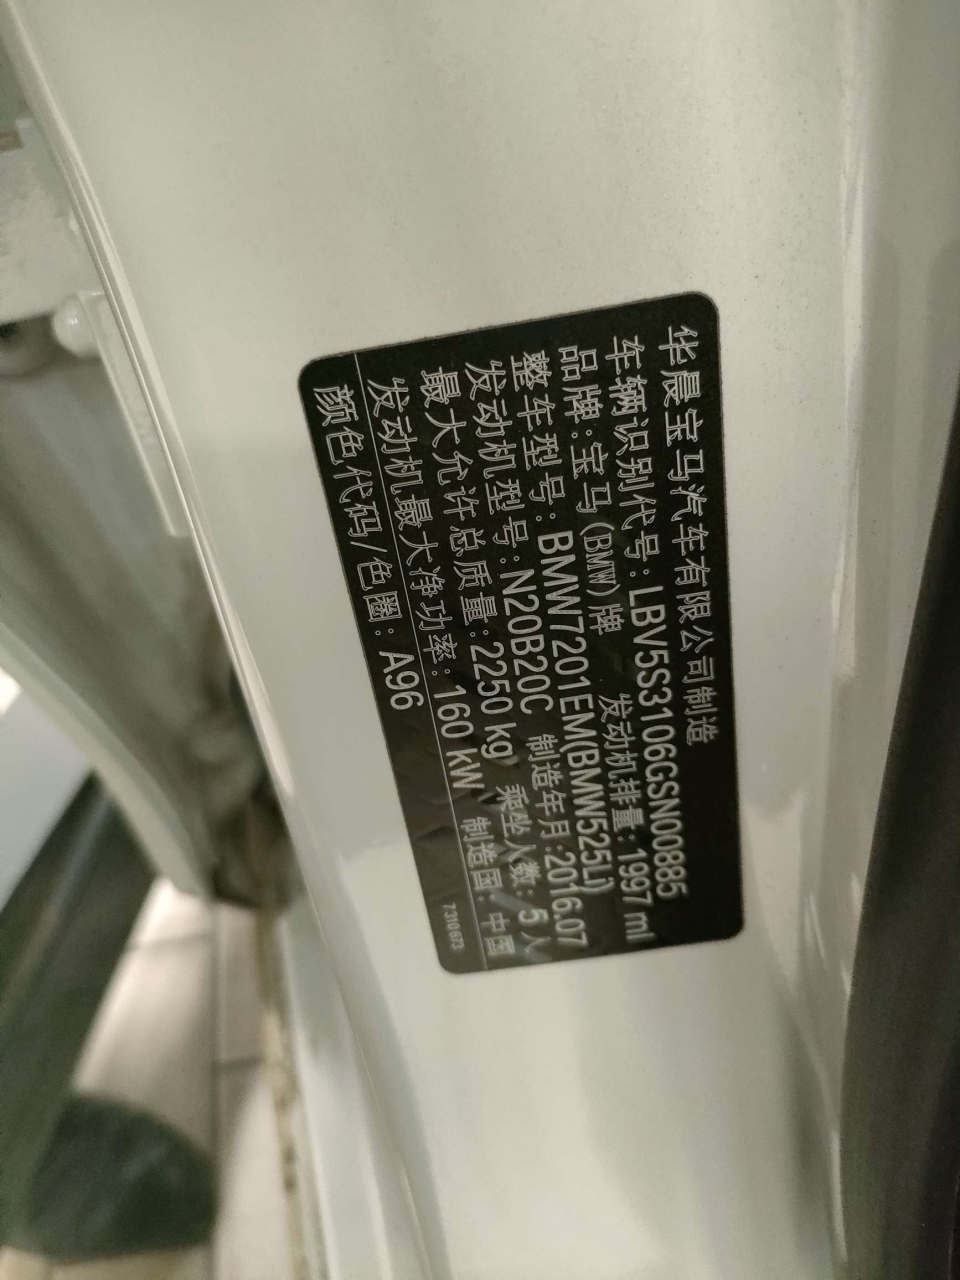 华晨宝马汽车有限公司制造
车辆识别代号:LBV5S3106GSN00885
品牌:宝马(BMW)牌 发动机排量:1997 ml
整车型号:BMW7201EM(BMW525Li)
发动机型号:N20B20C 制造年月:2016.07
最大允许总质量:2250 kg 乘坐人数:5人
发动机最大净功率:160 kW 制造国:中国
颜色代码/色圈:A96
7310673